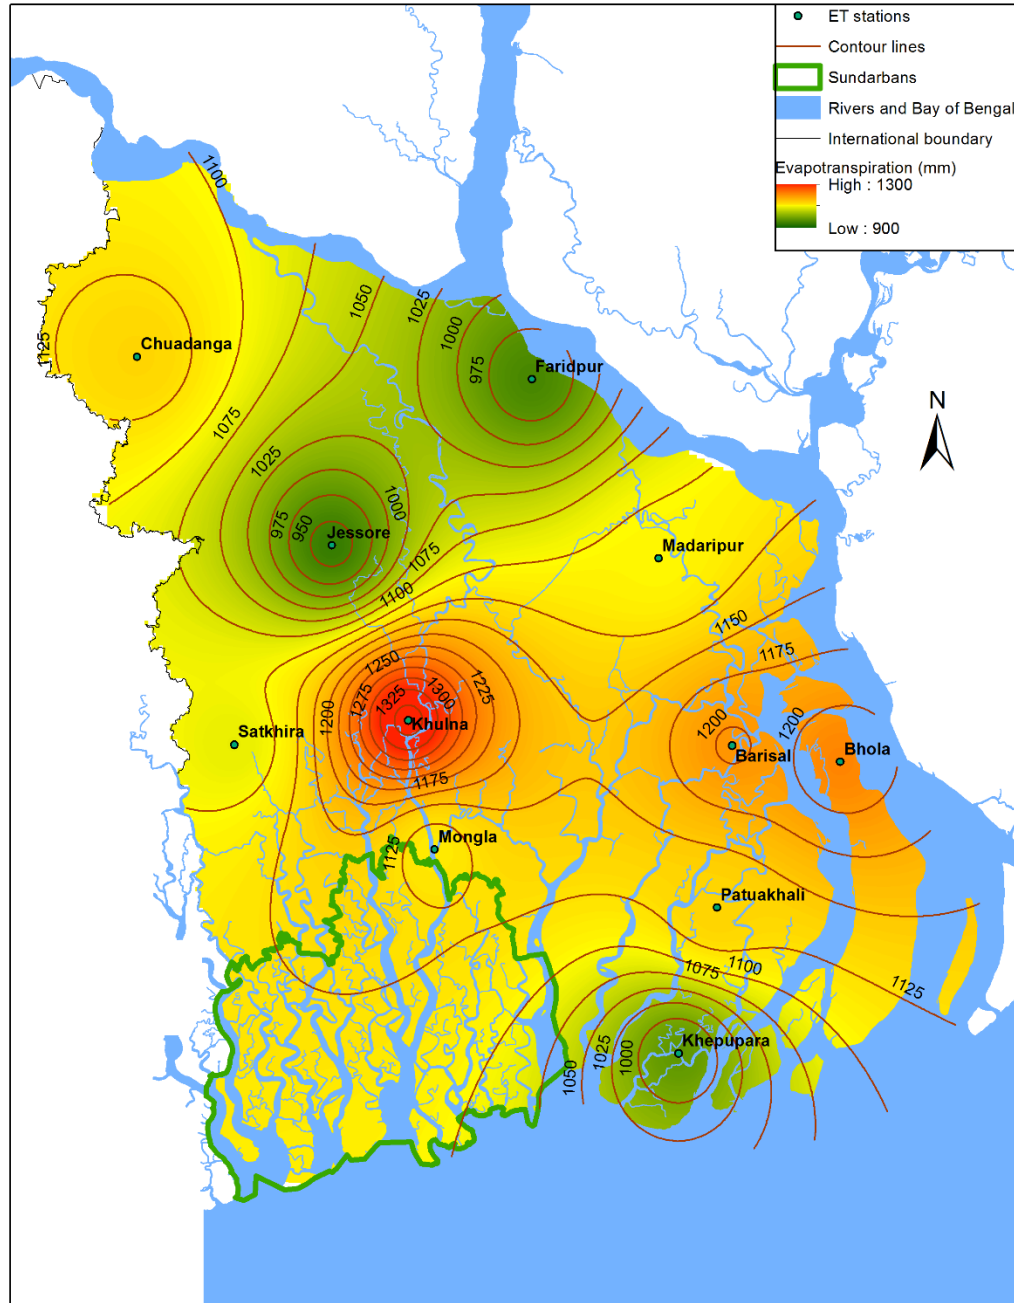 ET stations
Contour lines
Sundarbans
Rivers and Bay of Bengal
International boundary
Evapotranspiration (mm)
High : 1300
Low : 900
1100
1050
1025
1000
975
1125
Chuadanga
Faridpur
N
1075
1025
1000
975
950
Jessore
1075
Madaripur
1100
1150
1175
1250
1225
1275
1300
1325
1200
Khulna
Satkhira
1200
1200
Barisal
Bhola
1175
Mongla
1125
Patuakhali
1100
1075
1125
Khepupara
1025
1000
1050